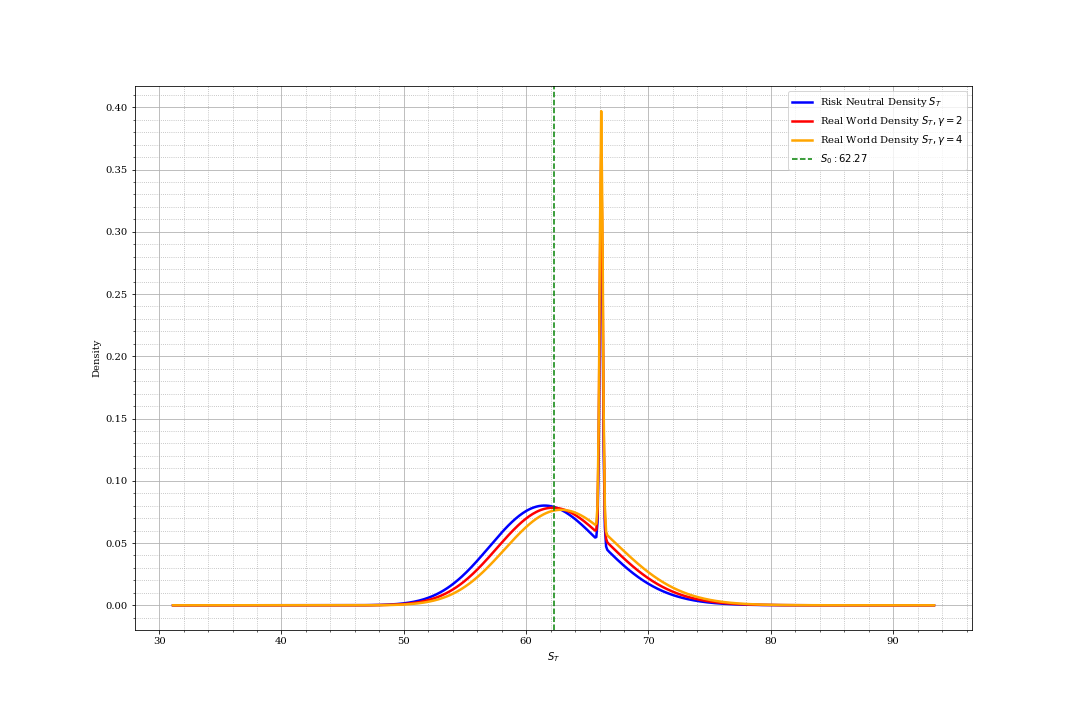 Risk Neutral Density S_T
Real World Density S_T, γ = 2
Real World Density S_T, γ = 4
S_0 : 62.27
0.40
0.35
0.30
0.25
0.20
0.15
0.10
0.05
0.00
Density
30 40 50 60 70 80 90
S_T